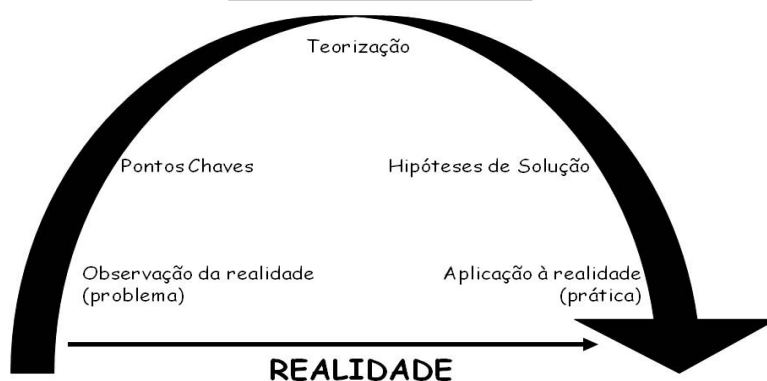 Teorização
Pontos Chaves
Hipóteses de Solução
Observação da realidade
(problema)
Aplicação à realidade
(prática)
REALIDADE